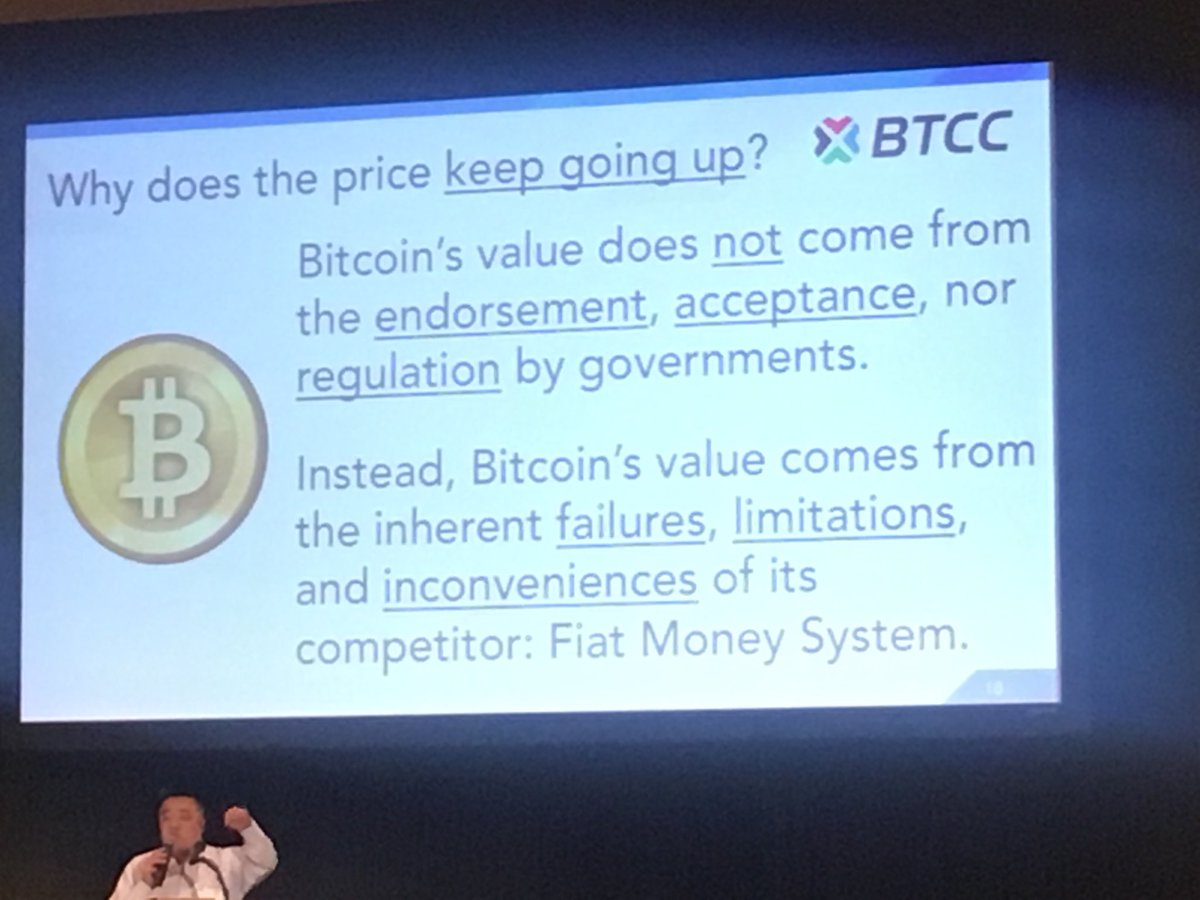 BTCC
Why does the price keep going up?
Bitcoin's value does not come from
the endorsement, acceptance, nor
regulation by governments.
Instead, Bitcoin's value comes from
the inherent failures, limitations,
and inconveniences of its
competitor: Fiat Money System.